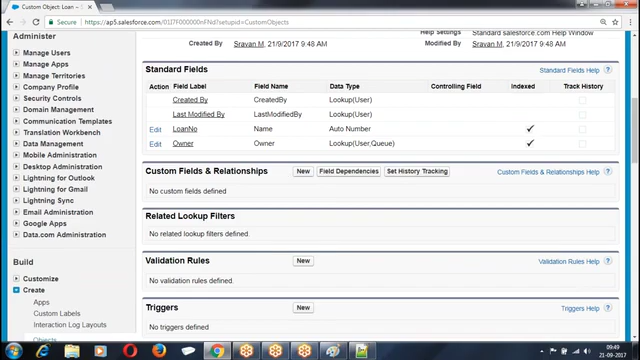 Custom Object: Loan ~ S
Secure
https://ap5.salesforce.com/01I7F000000nFNd?setupid=CustomObjects
Administer
Manage Users
Manage Apps
Manage Territories
Company Profile
Security Controls
Domain Management
Communication Templates
Translation Workbench
Data Management
Mobile Administration
Desktop Administration
Lightning for Outlook
Lightning for Gmail
Lightning Sync
Email Administration
Google Apps
Data.com Administration
Build
Customize
Create
Apps
Custom Labels
Interaction Log Layouts
Objects
Help Settings Standard salesforce.com Help Window
Created By Sravan M, 21/9/2017 9:48 AM Modified By Sravan M, 21/9/2017 9:48 AM
Standard Fields Standard Fields Help ?
Action Field Label Field Name Data Type Controlling Field Indexed Track History
Created By CreatedBy Lookup(User)
Last Modified By LastModifiedBy Lookup(User)
Edit LoanNo Name Auto Number
Edit Owner Owner Lookup(User,Queue)
Custom Fields & Relationships New Field Dependencies Set History Tracking Custom Fields & Relationships Help ?
No custom fields defined
Related Lookup Filters
No related lookup filters defined.
Validation Rules New Validation Rules Help ?
No validation rules defined.
Triggers New Triggers Help ?
No triggers defined
09:49
21-09-2017